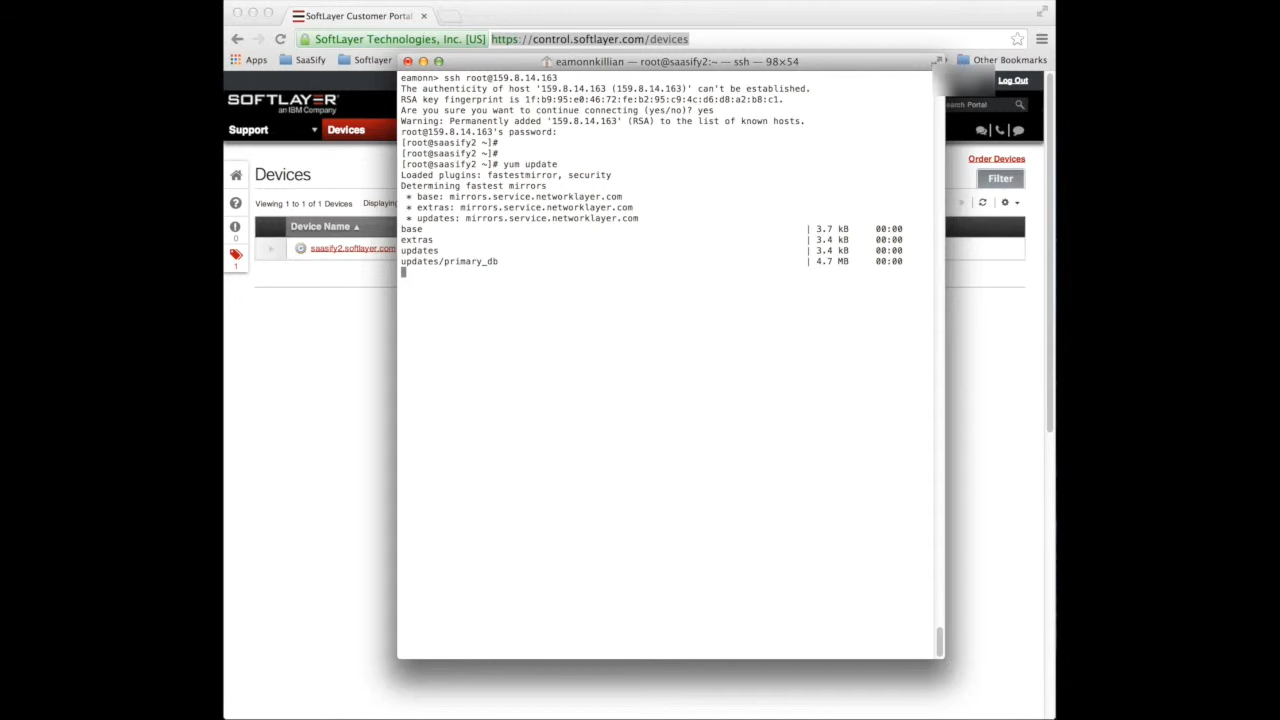 SoftLayer Customer Portal
SoftLayer Technologies, Inc. [US] https://control.softlayer.com/devices
Apps SaaSify Softlayer Other Bookmarks
eamonnkillian — root@saasify2:~ — ssh — 98×54
Log Out
SOFTLAYER
an IBM Company
Search Portal
Support Devices
Order Devices
Devices
Filter
Viewing 1 to 1 of 1 Devices Displaying
0
Device Name
saasify2.softlayer.com
1
eamonn> ssh root@159.8.14.163
The authenticity of host '159.8.14.163 (159.8.14.163)' can't be established.
RSA key fingerprint is 1f:b9:95:e0:46:72:fe:b2:95:c9:4c:d6:d8:a2:b8:c1.
Are you sure you want to continue connecting (yes/no)? yes
Warning: Permanently added '159.8.14.163' (RSA) to the list of known hosts.
root@159.8.14.163's password:
[root@saasify2 ~]#
[root@saasify2 ~]#
[root@saasify2 ~]# yum update
Loaded plugins: fastestmirror, security
Determining fastest mirrors
* base: mirrors.service.networklayer.com
* extras: mirrors.service.networklayer.com
* updates: mirrors.service.networklayer.com
base | 3.7 kB 00:00
extras | 3.4 kB 00:00
updates | 3.4 kB 00:00
updates/primary_db | 4.7 MB 00:00